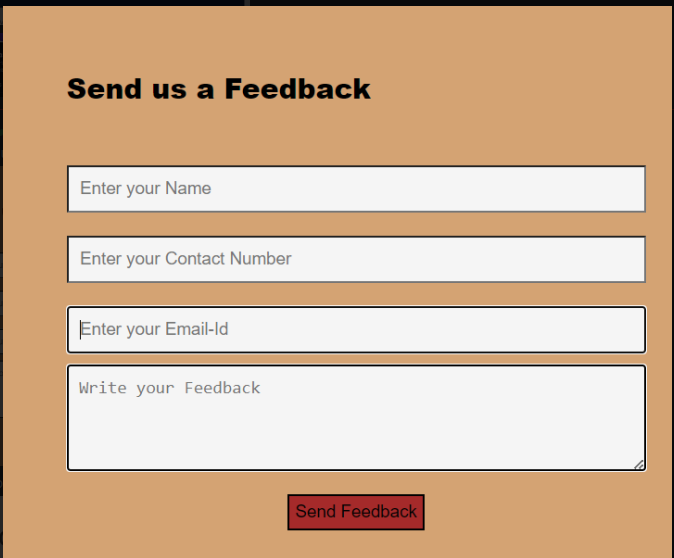 Send us a Feedback
Enter your Name
Enter your Contact Number
Enter your Email-Id
Write your Feedback
Send Feedback